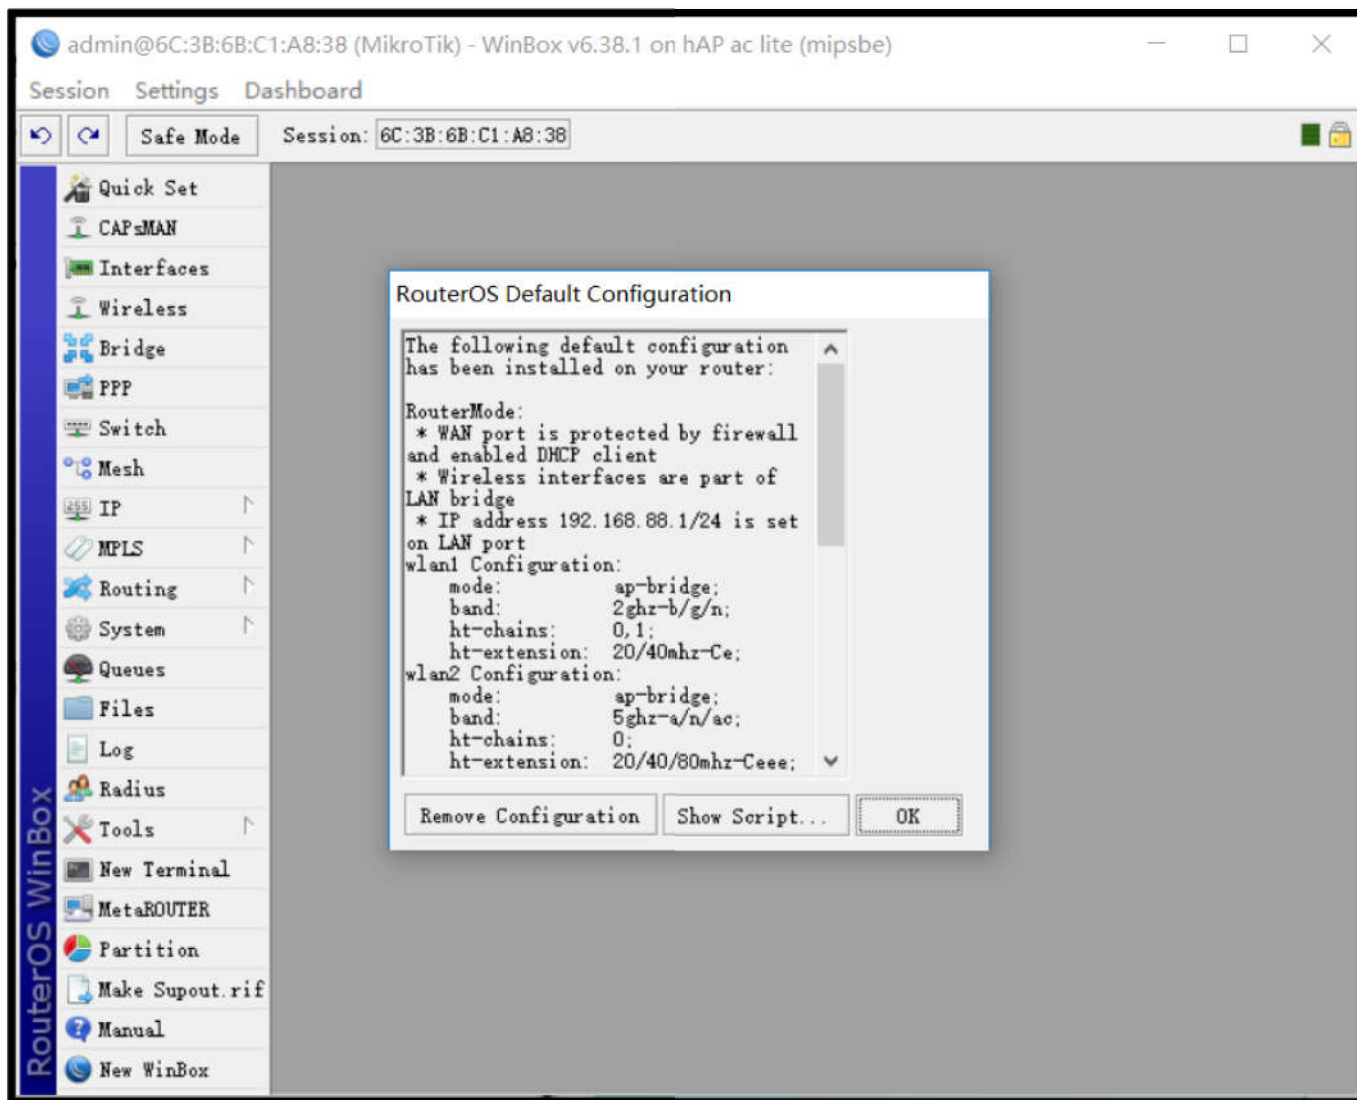 admin@6C:3B:6B:C1:A8:38 (MikroTik) - WinBox v6.38.1 on hAP ac lite (mipsbe)
Session Settings Dashboard
Safe Mode Session: 6C:3B:6B:C1:A8:38
Quick Set
CAPsMAN
Interfaces
Wireless
Bridge
PPP
Switch
Mesh
255 IP
MPLS
Routing
System
Queues
Files
Log
Radius
Tools
New Terminal
MetaROUTER
Partition
Make Supout.rif
Manual
New WinBox
RouterOS WinBox
RouterOS Default Configuration
The following default configuration
has been installed on your router:
RouterMode:
* WAN port is protected by firewall
and enabled DHCP client
* Wireless interfaces are part of
LAN bridge
* IP address 192.168.88.1/24 is set
on LAN port
wlan1 Configuration:
mode: ap-bridge;
band: 2ghz-b/g/n;
ht-chains: 0,1;
ht-extension: 20/40mhz-Ce;
wlan2 Configuration:
mode: ap-bridge;
band: 5ghz-a/n/ac;
ht-chains: 0;
ht-extension: 20/40/80mhz-Ceee;
Remove Configuration Show Script... OK